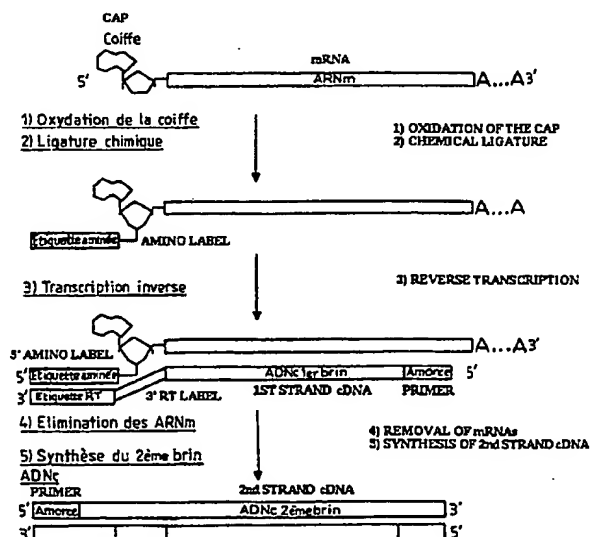 CAP
Coiffe
mRNA
5' ARNm A...A3'
1) Oxydation de la coiffe
2) Ligature chimique
1) OXIDATION OF THE CAP
2) CHEMICAL LIGATURE
A...A
Etiquette aminée AMINO LABEL
3) Transcription inverse
3) REVERSE TRANSCRIPTION
A...A3'
5' AMINO LABEL
5' Etiquette aminée ADNc 1er brin Amorce 5'
3' Etiquette RT 3' RT LABEL 1ST STRAND cDNA PRIMER
4) Elimination des ARNm
4) REMOVAL OF mRNAs
5) SYNTHESIS OF 2nd STRAND cDNA
5) Synthèse du 2ème brin
ADNc
PRIMER 2nd STRAND cDNA
5' Amorce ADNc 2ème brin 3'
3' 5'